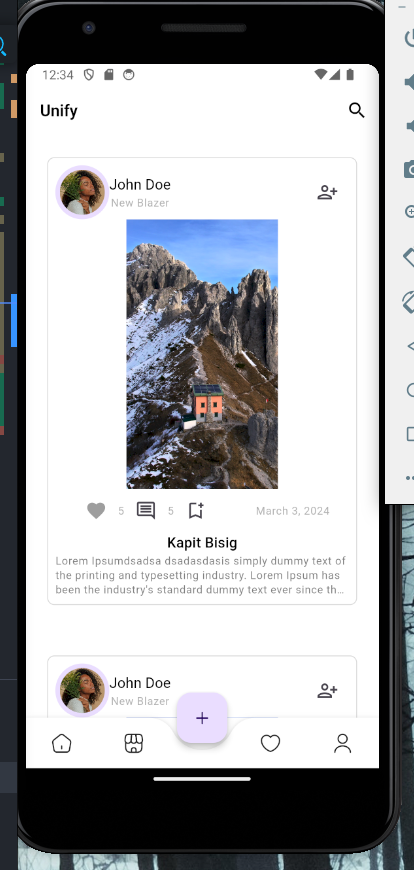 12:34
Unify
John Doe
New Blazer
5
5
March 3, 2024
Kapit Bisig
Lorem Ipsumdsadsa dsadasdasis simply dummy text of
the printing and typesetting industry. Lorem Ipsum has
been the industry's standard dummy text ever since th...
John Doe
New Blazer